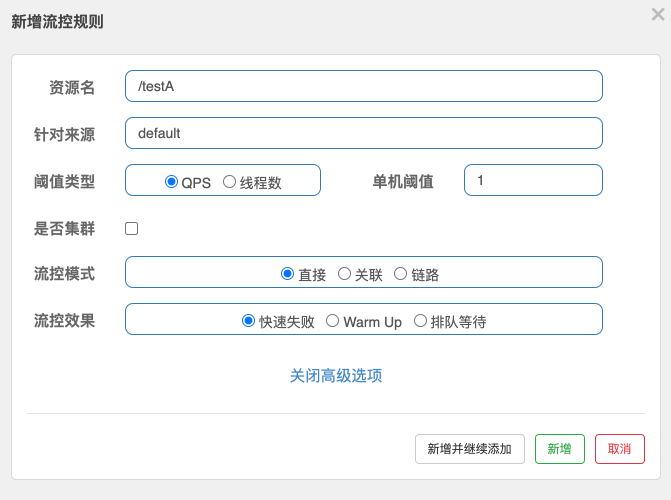 新增流控规则
资源名 /testA
针对来源 default
阈值类型 QPS 线程数 单机阈值 1
是否集群
流控模式 直接 关联 链路
流控效果 快速失败 Warm Up 排队等待
关闭高级选项
新增并继续添加 新增 取消